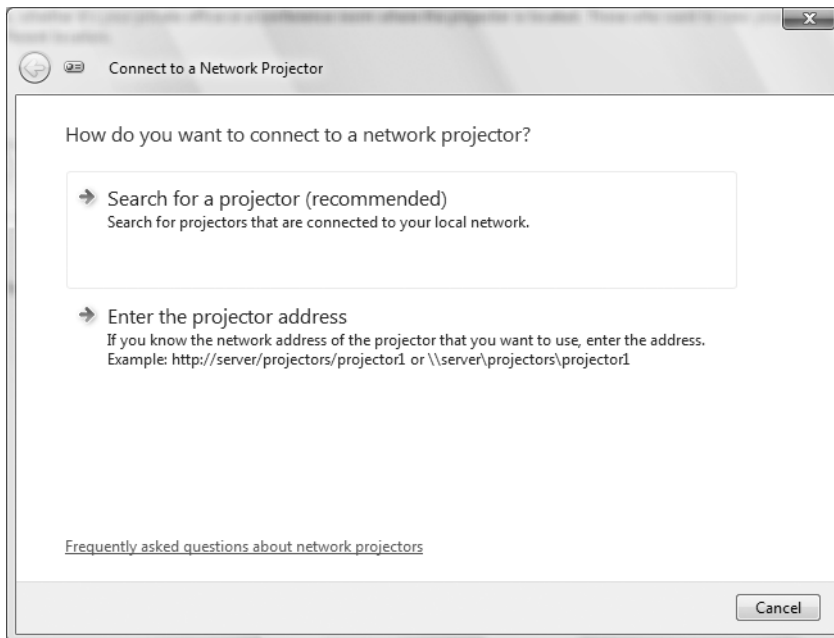 Connect to a Network Projector
How do you want to connect to a network projector?
Search for a projector (recommended)
Search for projectors that are connected to your local network.
Enter the projector address
If you know the network address of the projector that you want to use, enter the address.
Example: http://server/projectors/projector1 or \\server\projectors\projector1
Frequently asked questions about network projectors
Cancel